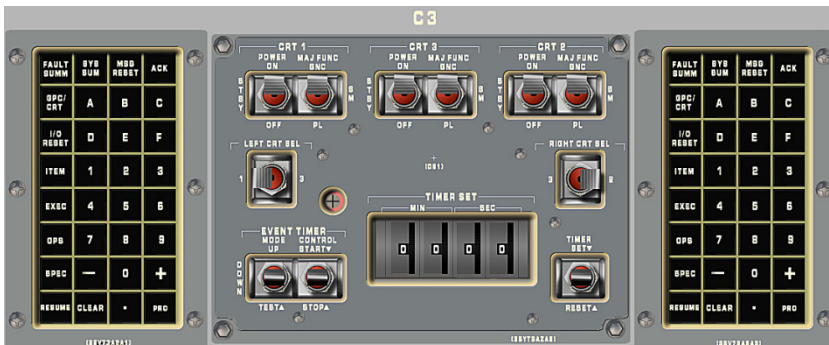 C3
FAULT SUMM
SYS SUM
MSG RESET
ACK
GPC/ CRT
A
B
C
I/O RESET
D
E
F
ITEM
1
2
3
EXEC
4
5
6
OPS
7
8
9
SPEC
—
0
+
RESUME
CLEAR
.
PRO
CRT 1
POWER ON
MAJ FUNC GNC
STBY
SM
OFF
PL
CRT 3
POWER ON
MAJ FUNC GNC
STBY
SM
OFF
PL
CRT 2
POWER ON
MAJ FUNC GNC
STBY
SM
OFF
PL
LEFT CRT SEL
1
3
(DS1)
RIGHT CRT SEL
3
2
TIMER SET
MIN
SEC
0
0
0
0
EVENT TIMER
MODE UP
CONTROL START▼
DOWN
TEST▲
STOP▲
TIMER
SET▼
RESET▲
FAULT SUMM
SYS SUM
MSG RESET
ACK
GPC/ CRT
A
B
C
I/O RESET
D
E
F
ITEM
1
2
3
EXEC
4
5
6
OPS
7
8
9
SPEC
—
0
+
RESUME
CLEAR
.
PRO